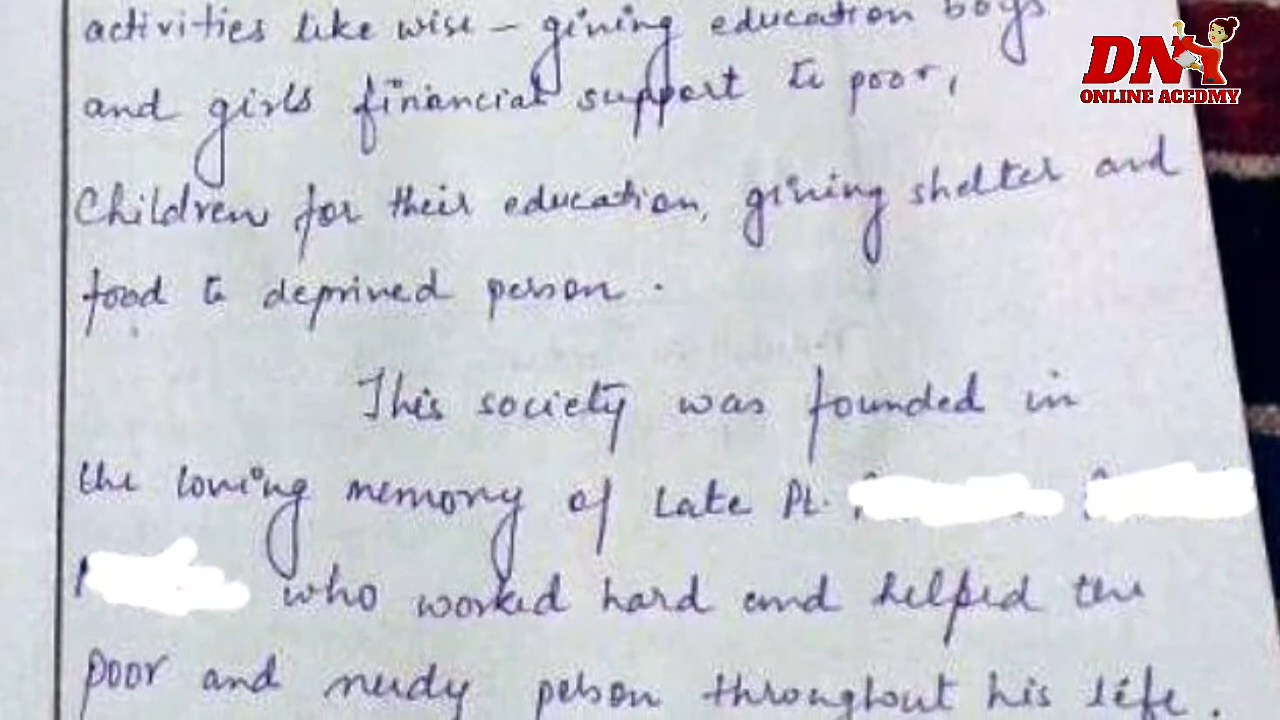 activities like wise – giving education boys
and girls financial support to poor,
Children for their education, giving shelter and
food to deprived person.
This society was founded in
the loving memory of Late Pt.
who worked hard and helped the
poor and needy person throughout his life.
DN
ONLINE ACEDMY